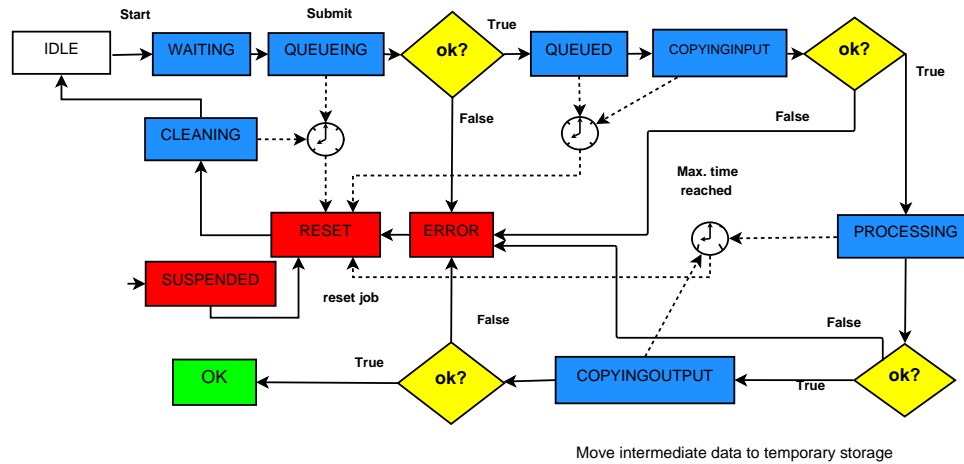 Start
Submit
True
IDLE
WAITING
QUEUEING
ok?
QUEUED
COPYINGINPUT
ok?
True
False
False
CLEANING
Max. time
reached
RESET
ERROR
PROCESSING
SUSPENDED
reset job
False
False
True
OK
ok?
COPYINGOUTPUT
True
ok?
Move intermediate data to temporary storage